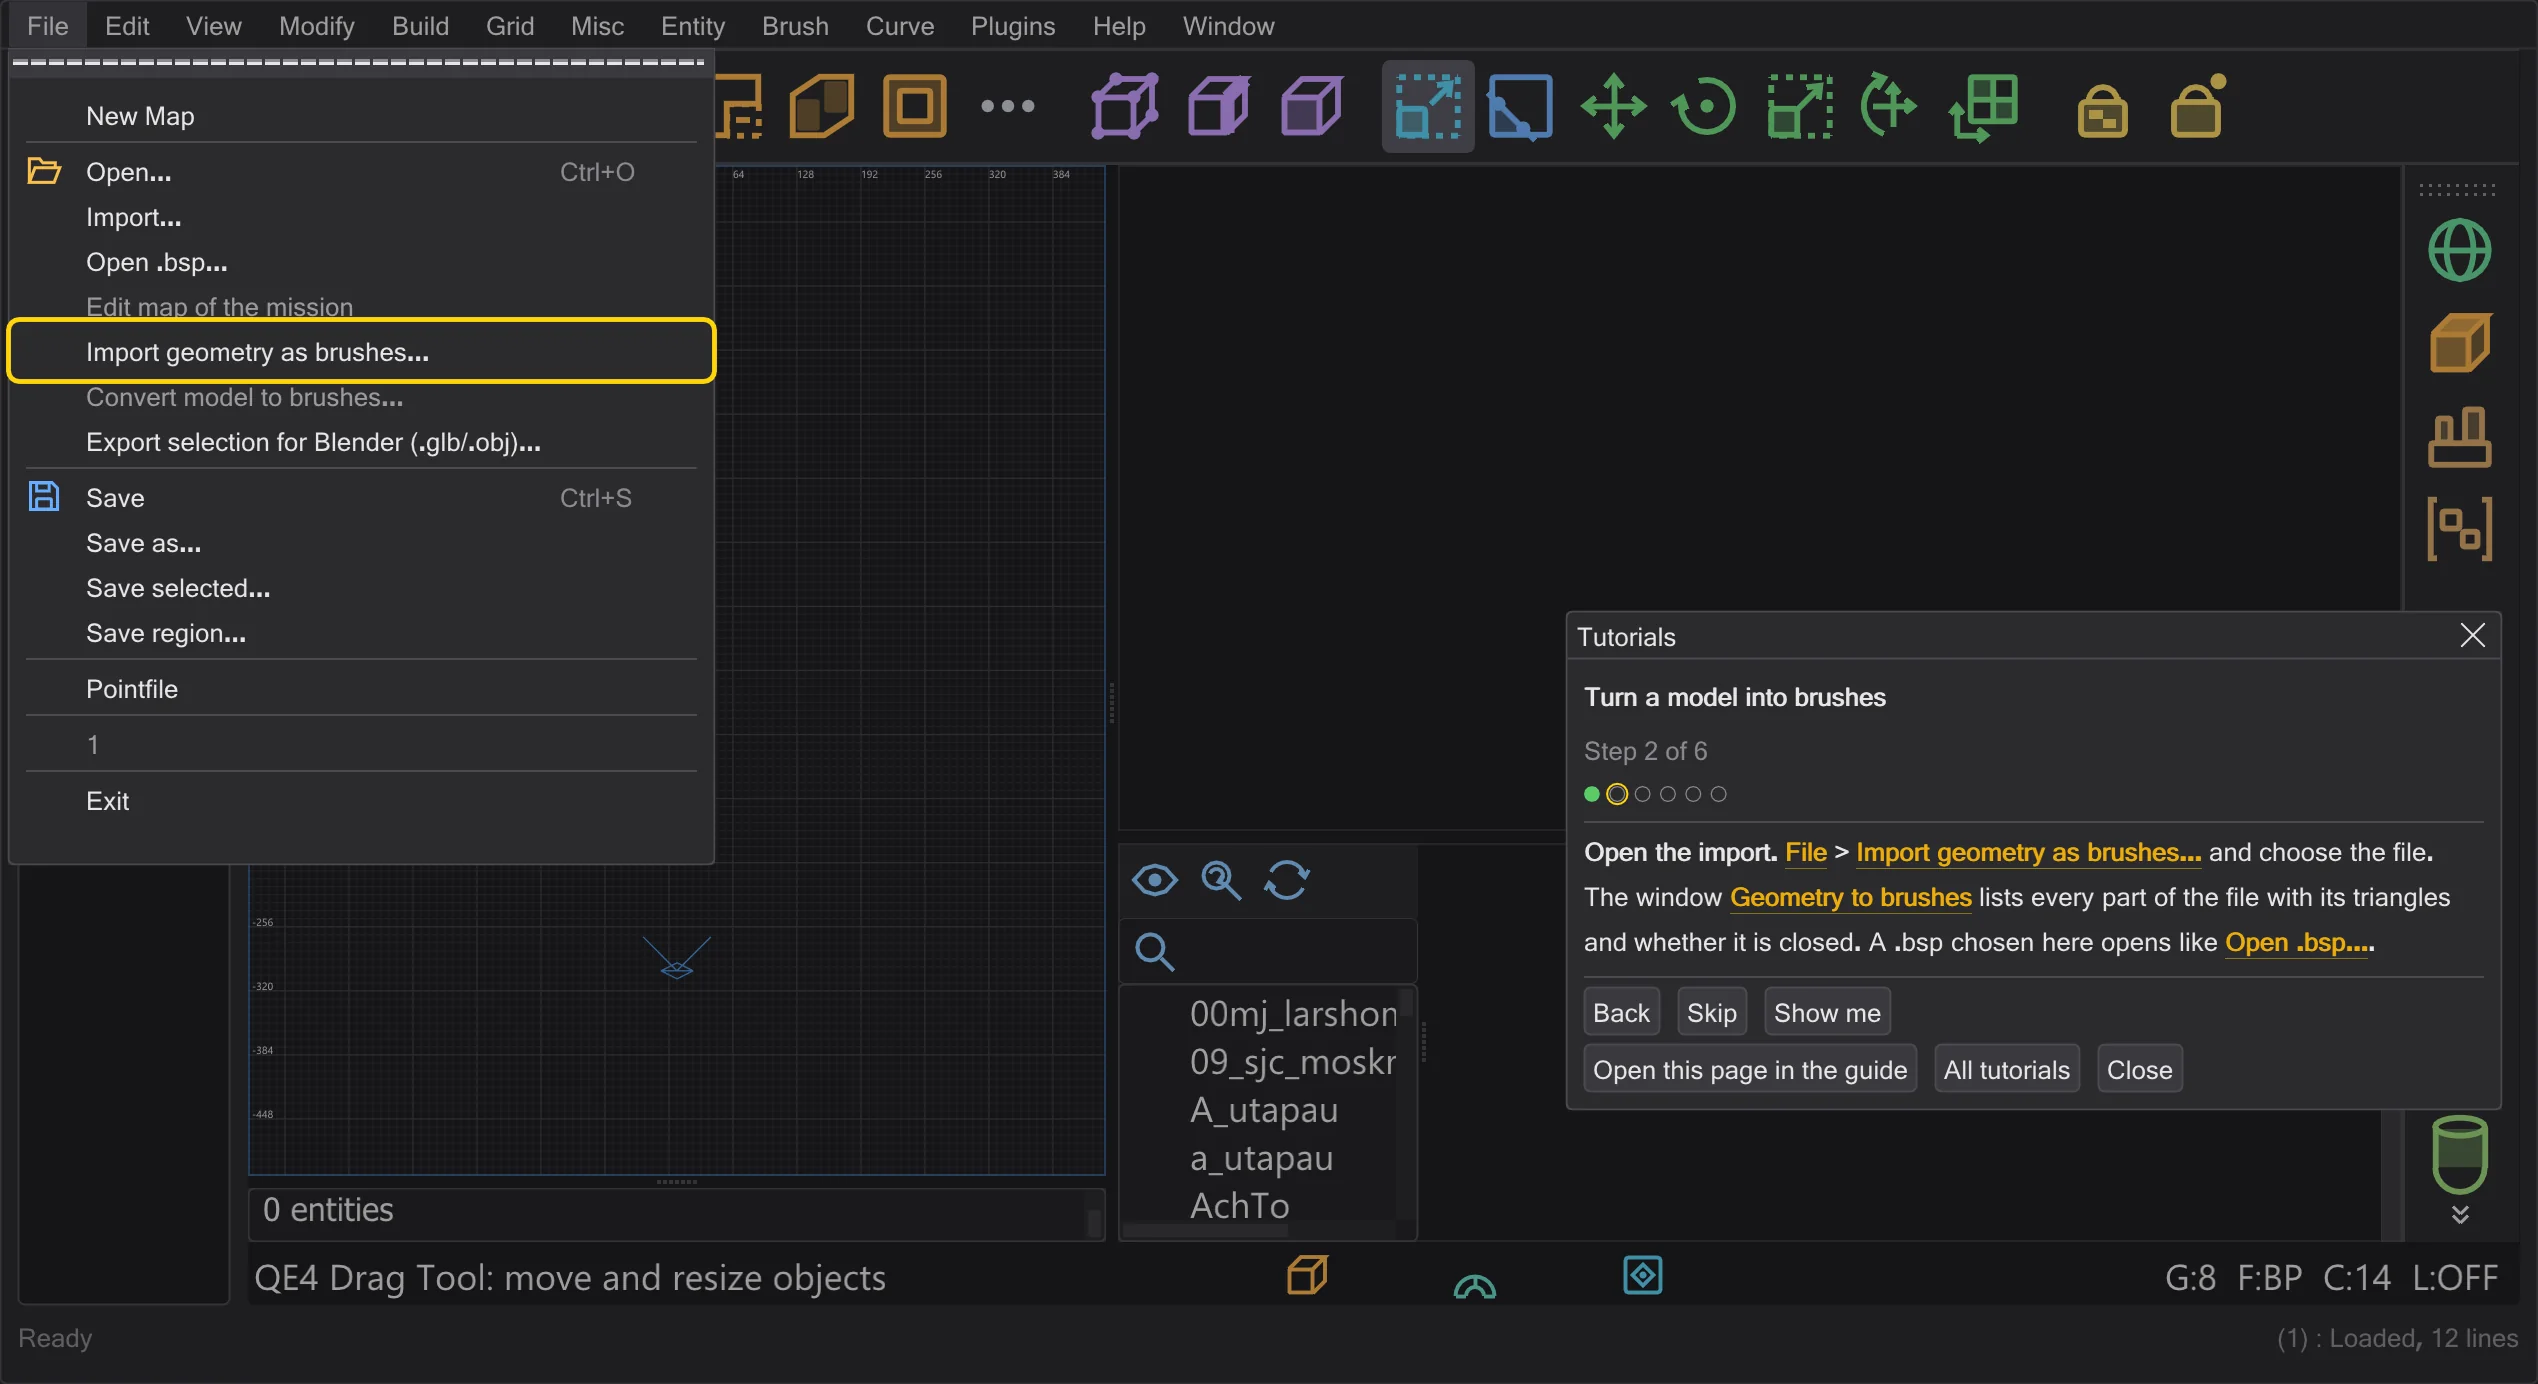 File Edit View Modify Build Grid Misc Entity Brush Curve Plugins Help Window
New Map
Open... Ctrl+O
Import...
Open .bsp...
Edit map of the mission
Import geometry as brushes...
Convert model to brushes...
Export selection for Blender (.glb/.obj)...
Save Ctrl+S
Save as...
Save selected...
Save region...
Pointfile
1
Exit
64 128 192 256 320 384
-256
-320
-384
-448
0 entities
00mj_larshom
09_sjc_moskr
A_utapau
a_utapau
AchTo
Tutorials
Turn a model into brushes
Step 2 of 6
Open the import. File > Import geometry as brushes... and choose the file.
The window Geometry to brushes lists every part of the file with its triangles
and whether it is closed. A .bsp chosen here opens like Open .bsp....
Back Skip Show me
Open this page in the guide All tutorials Close
QE4 Drag Tool: move and resize objects
G:8 F:BP C:14 L:OFF
Ready
(1) : Loaded, 12 lines